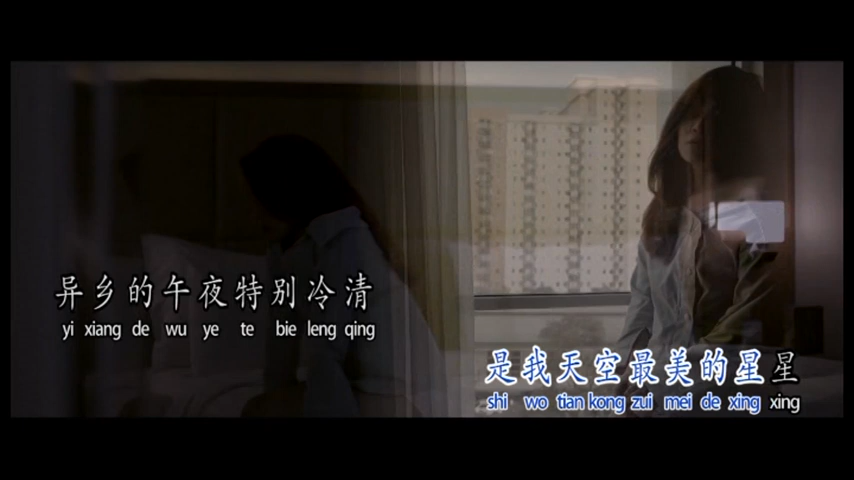 异乡的午夜特别冷清
yi xiang de wu ye te bie leng qing
是我天空最美的星星
shi wo tian kong zui mei de xing xing